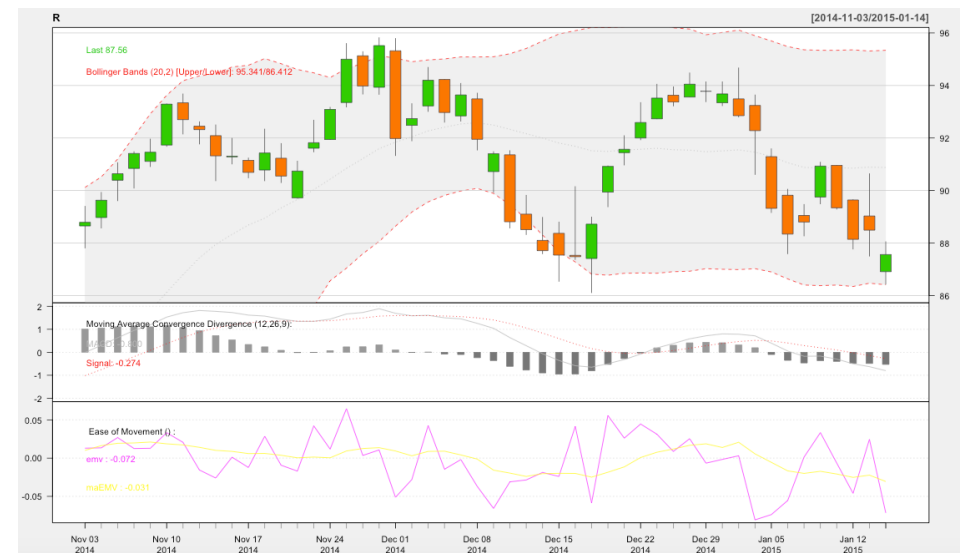 R [2014-11-03/2015-01-14]
Last 87.56
Bollinger Bands (20,2) [Upper/Lower]: 95.341/86.412
96
94
92
90
88
86
Moving Average Convergence Divergence (12,26,9):
Signal: -0.274
2
1
0
-1
-2
Ease of Movement () :
emv : -0.072
maEMV : -0.031
0.05
0.00
-0.05
Nov 03 Nov 10 Nov 17 Nov 24 Dec 01 Dec 08 Dec 15 Dec 22 Dec 29 Jan 05 Jan 12
2014 2014 2014 2014 2014 2014 2014 2014 2014 2015 2015